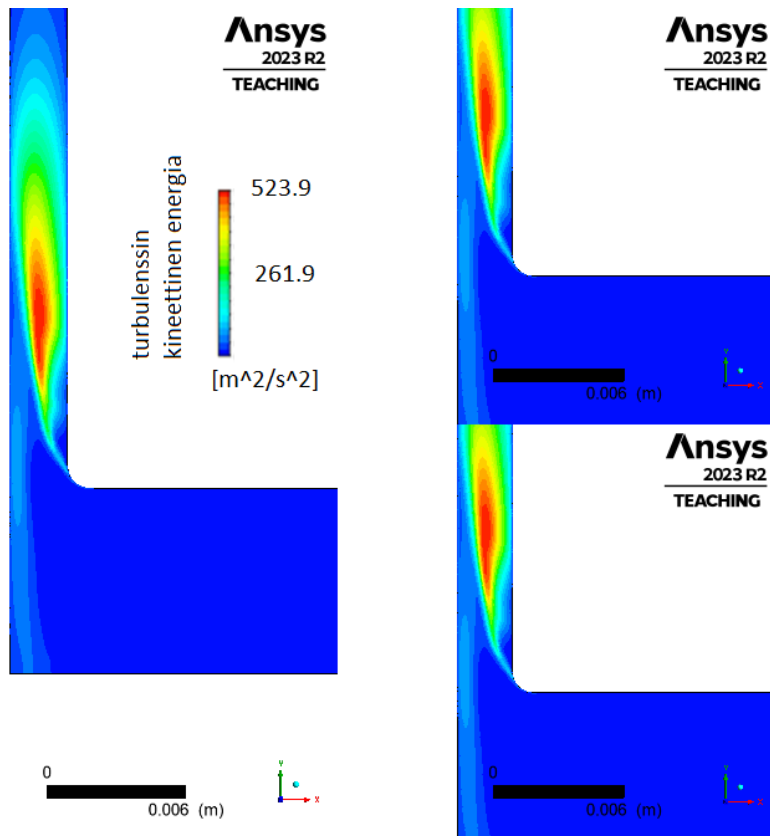 Ansys
2023 R2
TEACHING
turbulenssin
kineettinen energia
523.9
261.9
[m^2/s^2]
0
0.006 (m)
Y
X
Ansys
2023 R2
TEACHING
0
0.006 (m)
Y
X
Ansys
2023 R2
TEACHING
0
0.006 (m)
Y
X